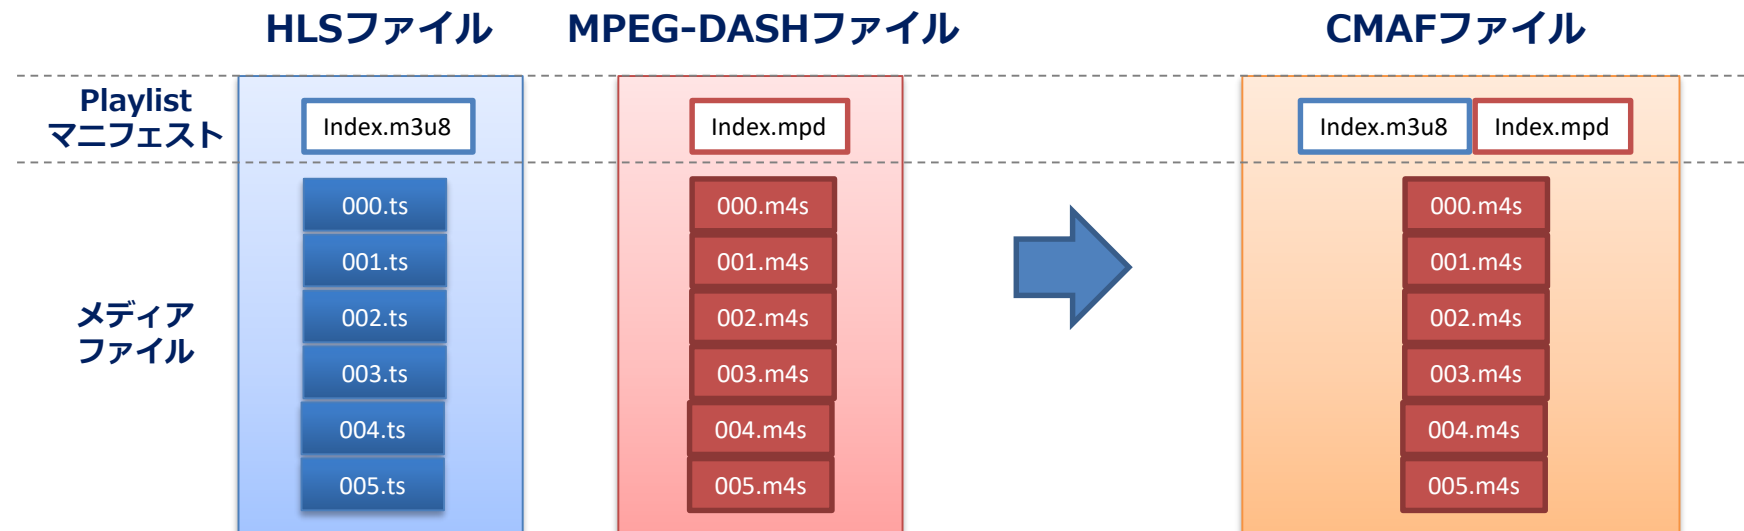 HLSファイル
MPEG-DASHファイル
CMAFファイル
Playlist
マニフェスト
Index.m3u8
Index.mpd
Index.m3u8
Index.mpd
メディア
ファイル
000.ts
001.ts
002.ts
003.ts
004.ts
005.ts
000.m4s
001.m4s
002.m4s
003.m4s
004.m4s
005.m4s
000.m4s
001.m4s
002.m4s
003.m4s
004.m4s
005.m4s